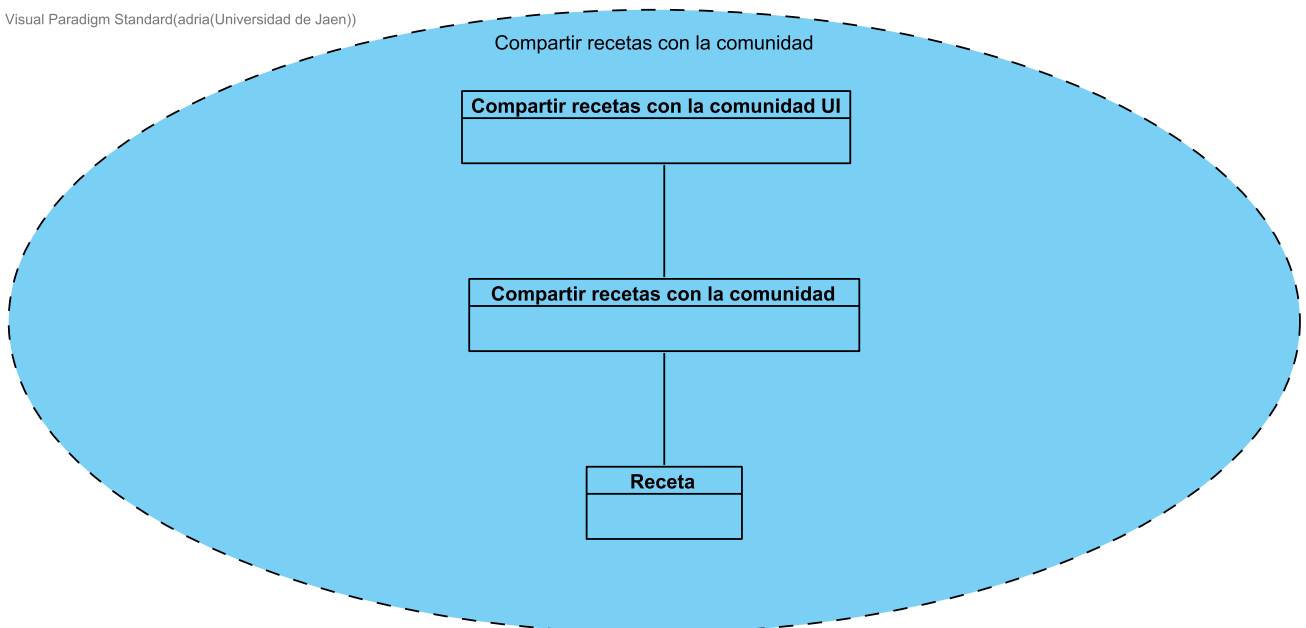 Visual Paradigm Standard(adria(Universidad de Jaen))
Compartir recetas con la comunidad
Compartir recetas con la comunidad UI
Compartir recetas con la comunidad
Receta